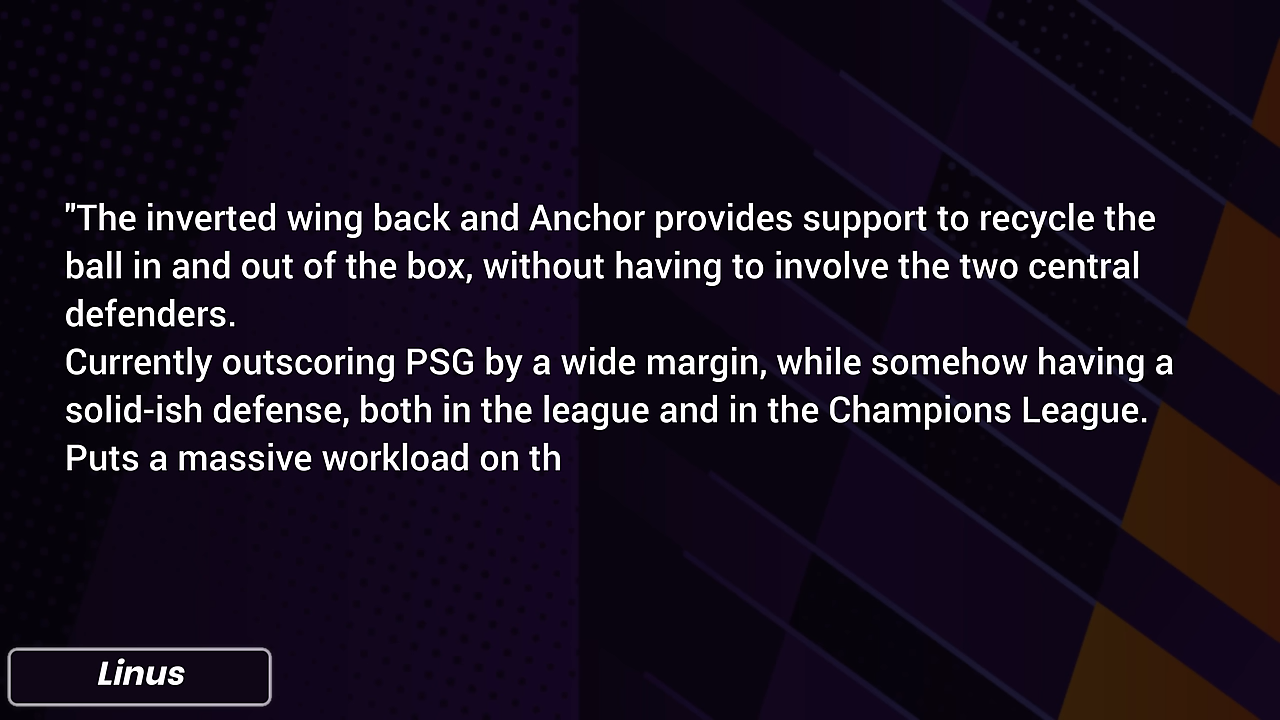 "The inverted wing back and Anchor provides support to recycle the
ball in and out of the box, without having to involve the two central
defenders.
Currently outscoring PSG by a wide margin, while somehow having a
solid-ish defense, both in the league and in the Champions League.
Puts a massive workload on th
Linus